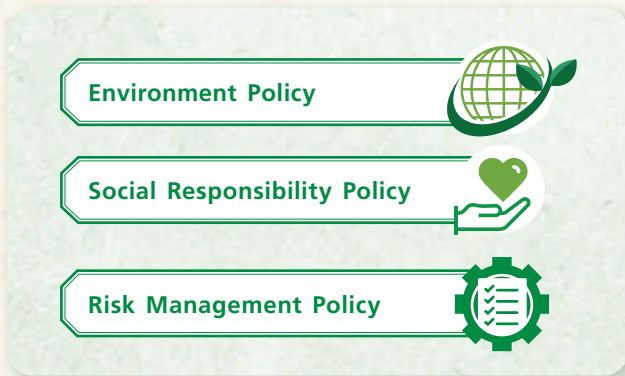 Environment Policy
Social Responsibility Policy
Risk Management Policy